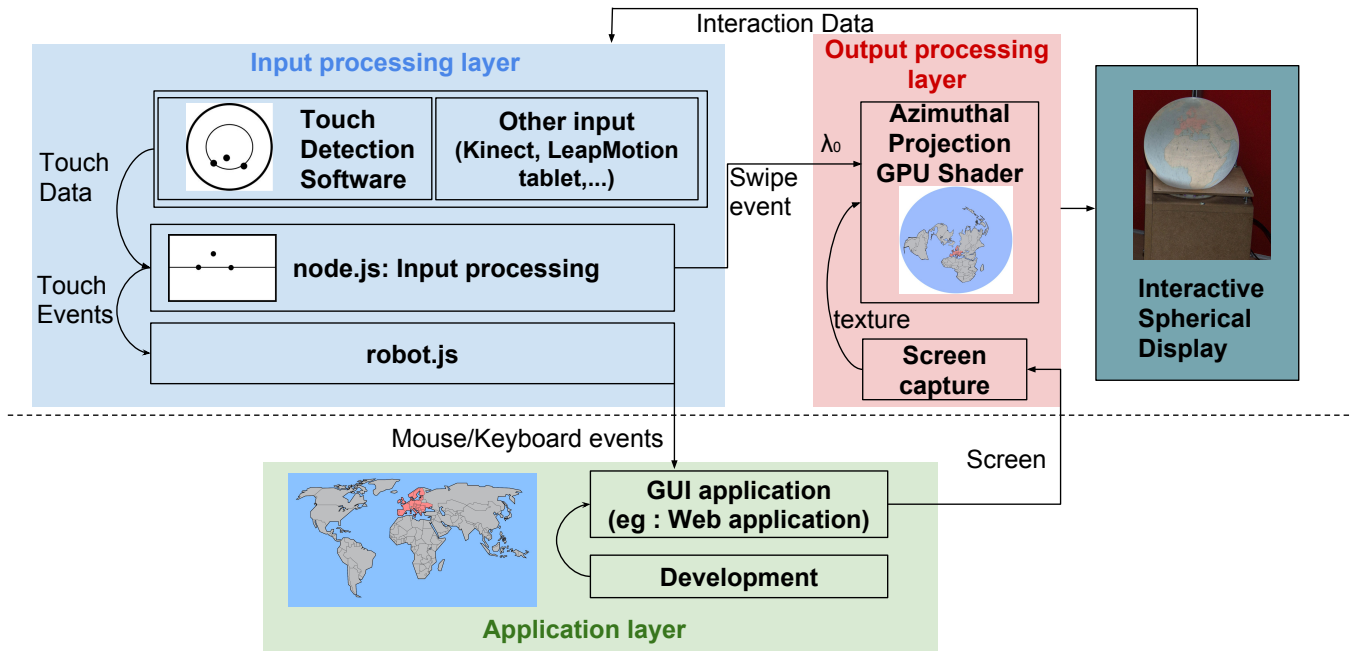 Interaction Data
Input processing layer
Touch
Detection
Software
Other input
(Kinect, LeapMotion
tablet,...)
Touch
Data
node.js: Input processing
Touch
Events
robot.js
Swipe
event
λ0
Output processing
layer
Azimuthal
Projection
GPU Shader
texture
Screen
capture
Interactive
Spherical
Display
Mouse/Keyboard events
Screen
GUI application
(eg : Web application)
Development
Application layer